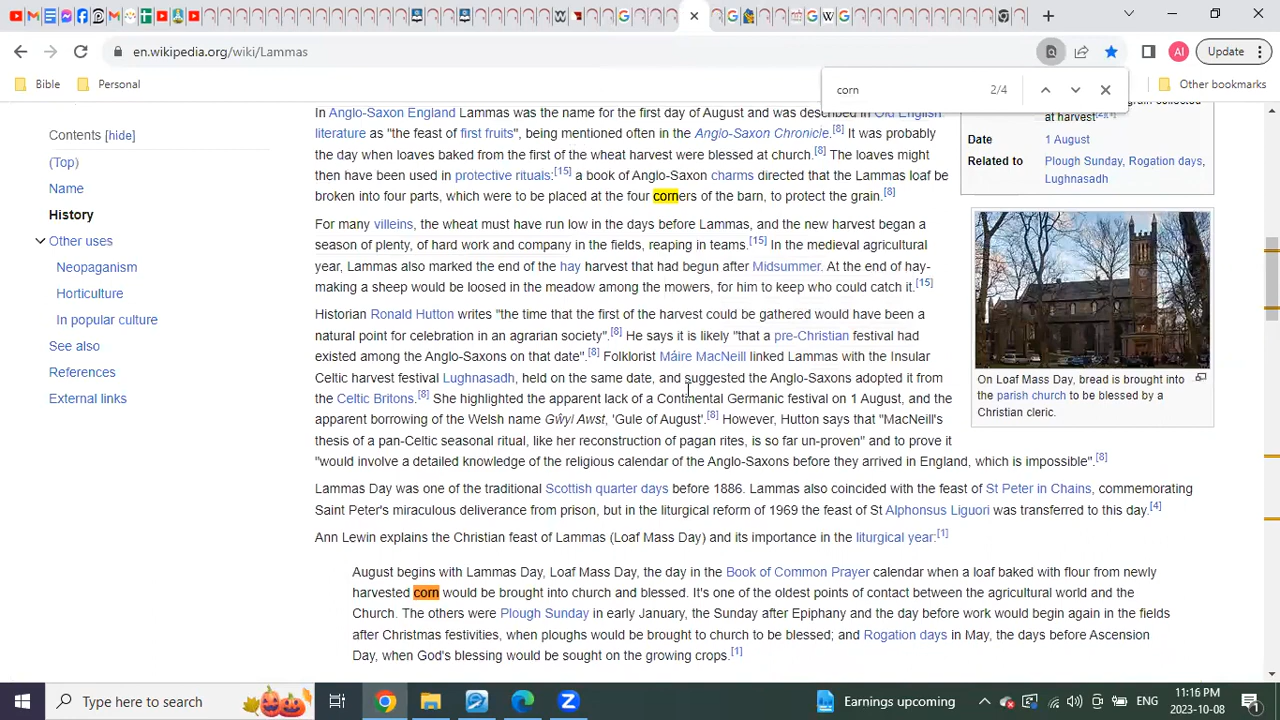 en.wikipedia.org/wiki/Lammas
Update
Bible
Personal
Other bookmarks
corn
2/4
Contents [hide]
(Top)
Name
History
Other uses
Neopaganism
Horticulture
In popular culture
See also
References
External links
In Anglo-Saxon England Lammas was the name for the first day of August and was described in Old English
literature as "the feast of first fruits", being mentioned often in the Anglo-Saxon Chronicle.[8] It was probably
the day when loaves baked from the first of the wheat harvest were blessed at church.[8] The loaves might
then have been used in protective rituals:[15] a book of Anglo-Saxon charms directed that the Lammas loaf be
broken into four parts, which were to be placed at the four corners of the barn, to protect the grain.[8]
For many villeins, the wheat must have run low in the days before Lammas, and the new harvest began a
season of plenty, of hard work and company in the fields, reaping in teams.[15] In the medieval agricultural
year, Lammas also marked the end of the hay harvest that had begun after Midsummer. At the end of hay-
making a sheep would be loosed in the meadow among the mowers, for him to keep who could catch it.[15]
Historian Ronald Hutton writes "the time that the first of the harvest could be gathered would have been a
natural point for celebration in an agrarian society".[8] He says it is likely "that a pre-Christian festival had
existed among the Anglo-Saxons on that date".[8] Folklorist Máire MacNeill linked Lammas with the Insular
Celtic harvest festival Lughnasadh, held on the same date, and suggested the Anglo-Saxons adopted it from
the Celtic Britons.[8] She highlighted the apparent lack of a Continental Germanic festival on 1 August, and the
apparent borrowing of the Welsh name Gŵyl Awst, 'Gule of August'.[8] However, Hutton says that "MacNeill's
thesis of a pan-Celtic seasonal ritual, like her reconstruction of pagan rites, is so far un-proven" and to prove it
"would involve a detailed knowledge of the religious calendar of the Anglo-Saxons before they arrived in England, which is impossible".[8]
Lammas Day was one of the traditional Scottish quarter days before 1886. Lammas also coincided with the feast of St Peter in Chains, commemorating
Saint Peter's miraculous deliverance from prison, but in the liturgical reform of 1969 the feast of St Alphonsus Liguori was transferred to this day.[4]
Ann Lewin explains the Christian feast of Lammas (Loaf Mass Day) and its importance in the liturgical year:[1]
August begins with Lammas Day, Loaf Mass Day, the day in the Book of Common Prayer calendar when a loaf baked with flour from newly
harvested corn would be brought into church and blessed. It's one of the oldest points of contact between the agricultural world and the
Church. The others were Plough Sunday in early January, the Sunday after Epiphany and the day before work would begin again in the fields
after Christmas festivities, when ploughs would be brought to church to be blessed; and Rogation days in May, the days before Ascension
Day, when God's blessing would be sought on the growing crops.[1]
at harvest
Date 1 August
Related to Plough Sunday, Rogation days,
Lughnasadh
On Loaf Mass Day, bread is brought into
the parish church to be blessed by a
Christian cleric.
Type here to search
Earnings upcoming
ENG
11:16 PM
2023-10-08